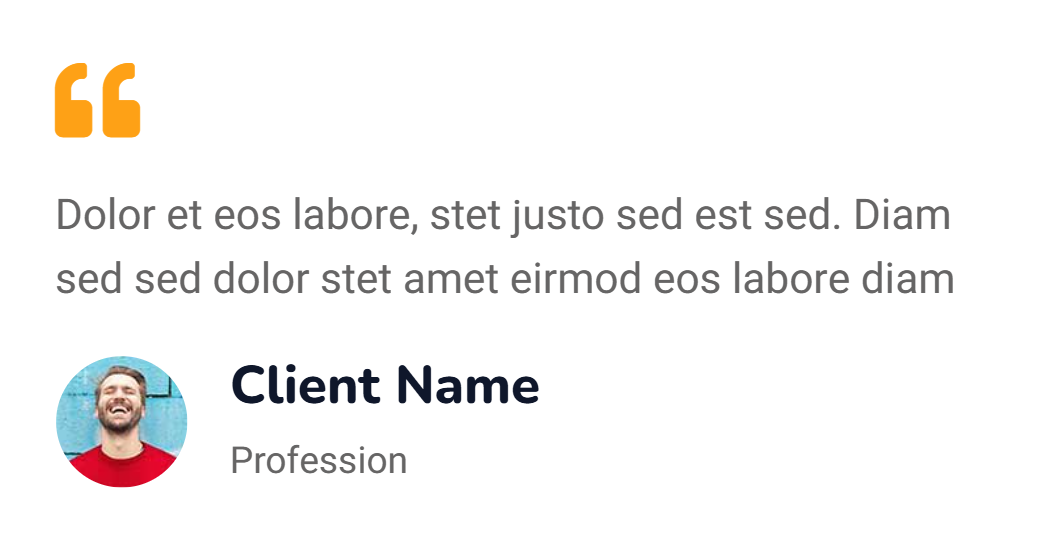 “
Dolor et eos labore, stet justo sed est sed. Diam
sed sed dolor stet amet eirmod eos labore diam
Client Name
Profession